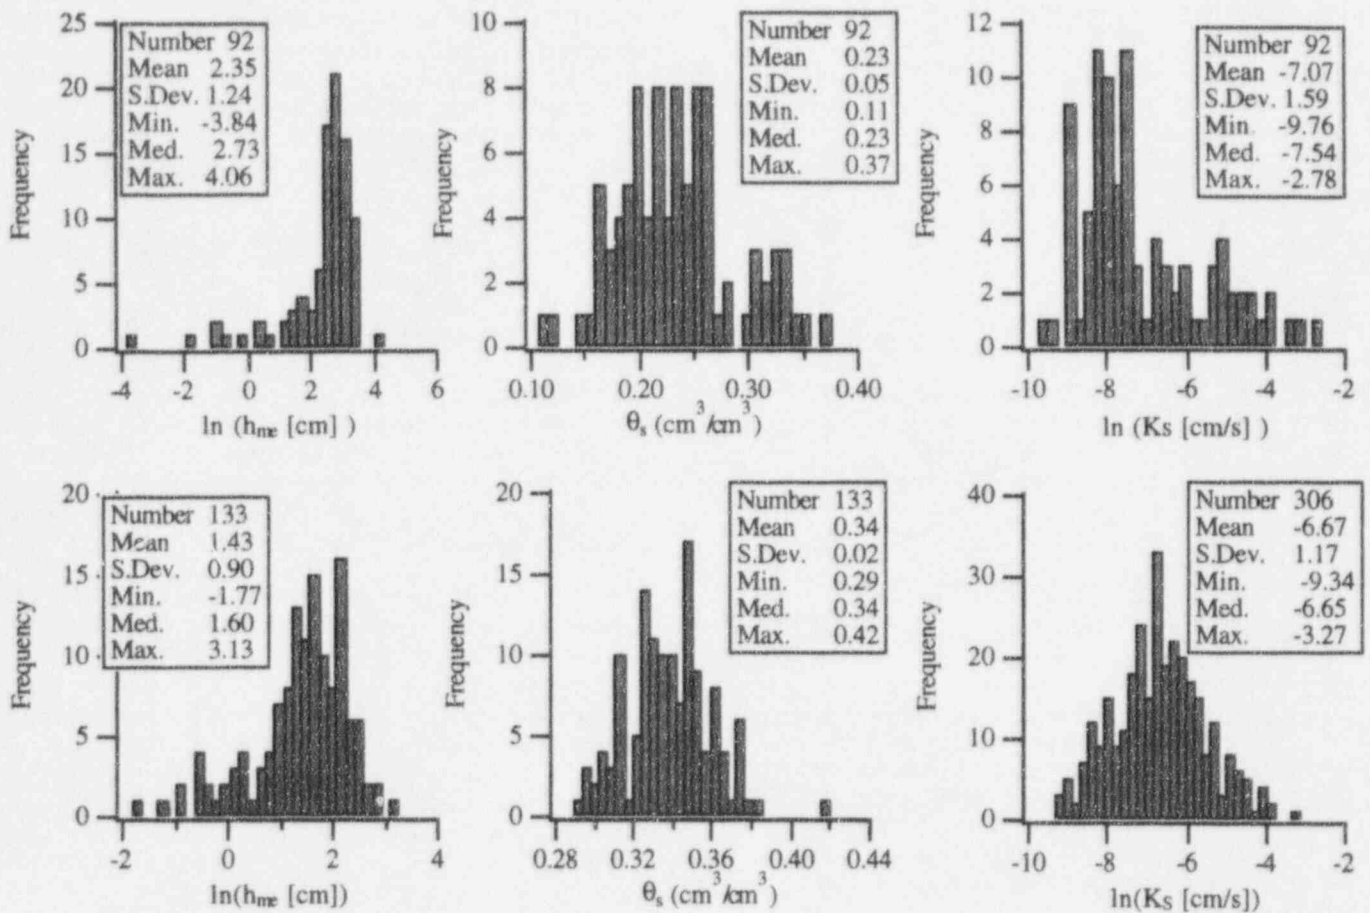 25
20
15
10
5
0
Frequency
Number 92
Mean 2.35
S.Dev. 1.24
Min. -3.84
Med. 2.73
Max. 4.06
-4 -2 0 2 4 6
ln (hme [cm] )
10
8
6
4
2
0
Frequency
Number 92
Mean 0.23
S.Dev. 0.05
Min. 0.11
Med. 0.23
Max. 0.37
0.10 0.20 0.30 0.40
θs (cm³/cm³)
12
10
8
6
4
2
0
Frequency
Number 92
Mean -7.07
S.Dev. 1.59
Min. -9.76
Med. -7.54
Max. -2.78
-10 -8 -6 -4 -2
ln (Ks [cm/s] )
20
15
10
5
0
Frequency
Number 133
Mean 1.43
S.Dev. 0.90
Min. -1.77
Med. 1.60
Max. 3.13
-2 0 2 4
ln(hme [cm])
20
15
10
5
0
Frequency
Number 133
Mean 0.34
S.Dev. 0.02
Min. 0.29
Med. 0.34
Max. 0.42
0.28 0.32 0.36 0.40 0.44
θs (cm³/cm³)
40
30
20
10
0
Frequency
Number 306
Mean -6.67
S.Dev. 1.17
Min. -9.34
Med. -6.65
Max. -3.27
-10 -8 -6 -4 -2
ln(KS [cm/s])